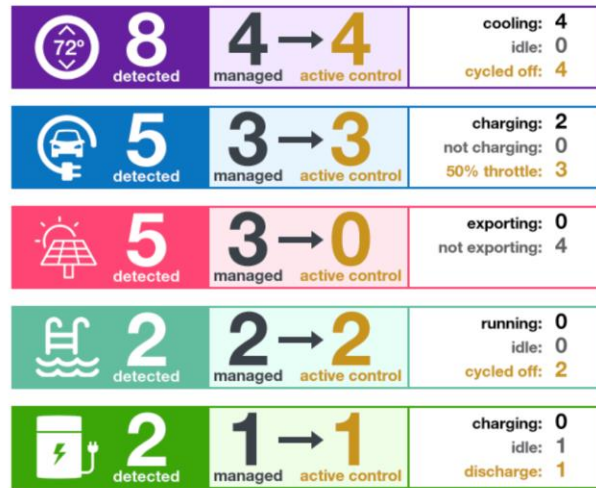 72°
8
detected
4 → 4
managed active control
cooling: 4
idle: 0
cycled off: 4
5
detected
3 → 3
managed active control
charging: 2
not charging: 0
50% throttle: 3
5
detected
3 → 0
managed active control
exporting: 0
not exporting: 4
2
detected
2 → 2
managed active control
running: 0
idle: 0
cycled off: 2
2
detected
1 → 1
managed active control
charging: 0
idle: 1
discharge: 1